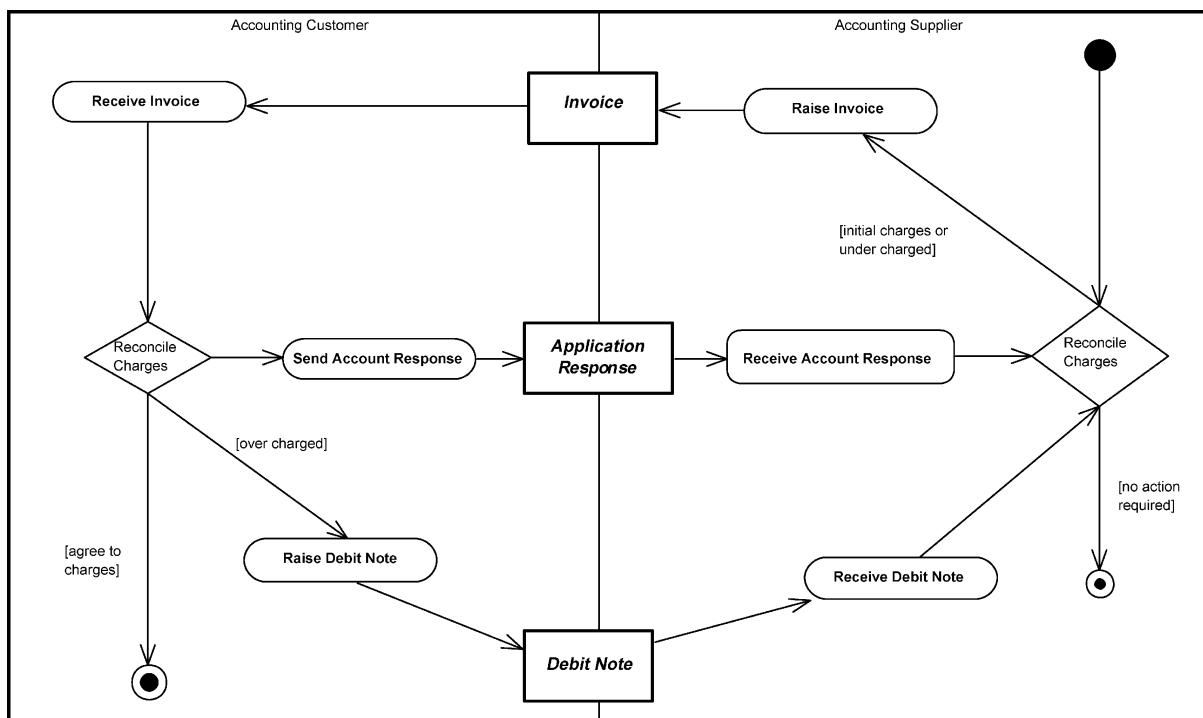 Accounting Customer
Accounting Supplier
Receive Invoice
Invoice
Raise Invoice
[initial charges or
under charged]
Reconcile
Charges
Send Account Response
Application
Response
Receive Account Response
Reconcile
Charges
[over charged]
[no action
required]
[agree to
charges]
Raise Debit Note
Receive Debit Note
Debit Note